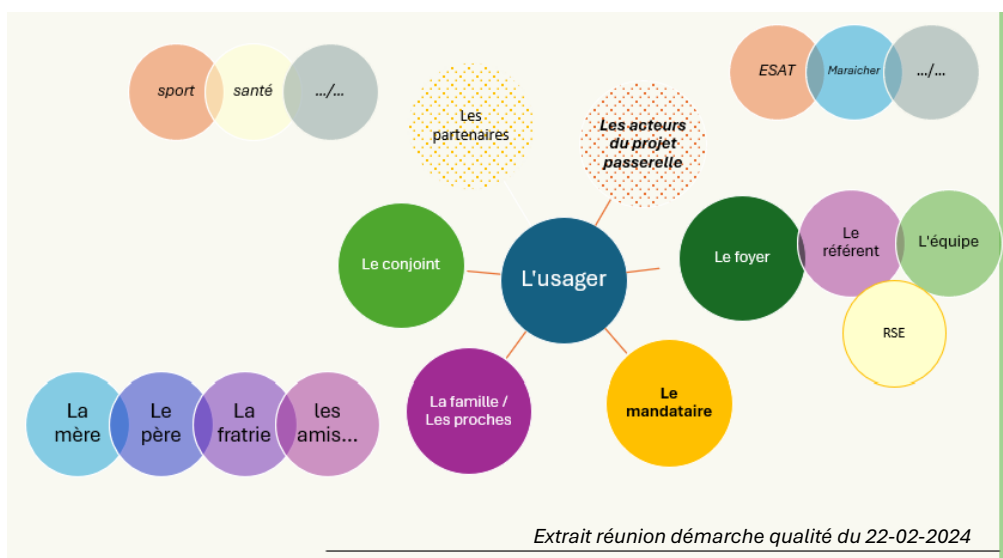 sport
santé
.../...
ESAT
Maraicher
.../...
Les
partenaires
Les acteurs
du projet
passerelle
Le conjoint
L'usager
Le foyer
Le
référent
L'équipe
RSE
La famille /
Les proches
Le
mandataire
La
mère
Le
père
La
fratrie
les
amis...
Extrait réunion démarche qualité du 22-02-2024